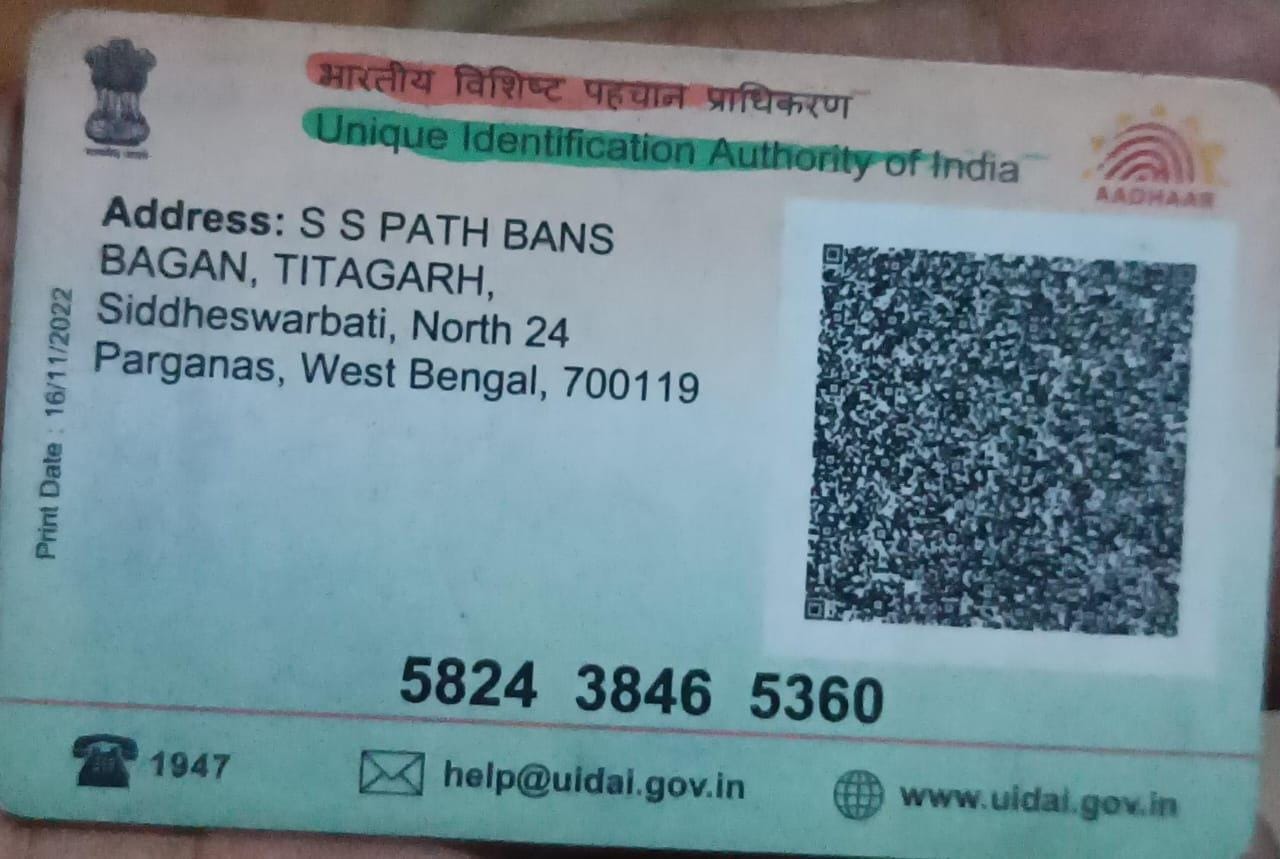 भारतीय विशिष्ट पहचान प्राधिकरण
Unique Identification Authority of India
AADHAAR
Address: S S PATH BANS
BAGAN, TITAGARH,
Siddheswarbati, North 24
Parganas, West Bengal, 700119
Print Date : 16/11/2022
5824 3846 5360
1947
help@uidai.gov.in
www.uidai.gov.in